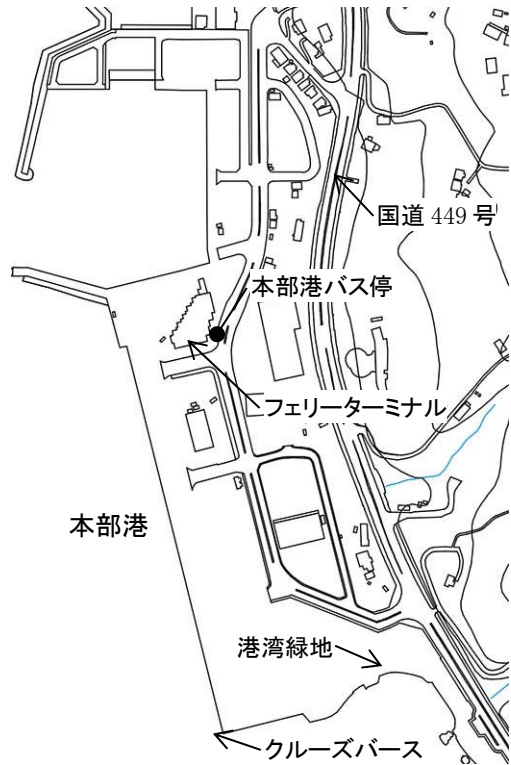 国道 449 号
本部港バス停
フェリーターミナル
本部港
港湾緑地
クルーズバース